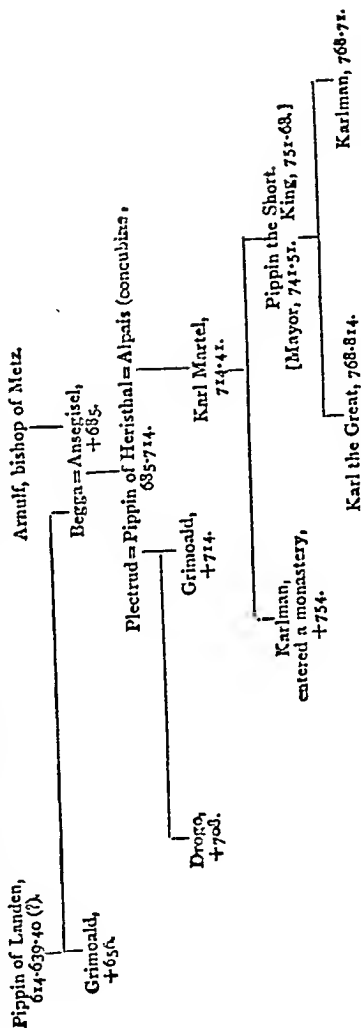 Pippin of Landen,
614-639-40 (?).
Arnulf, bishop of Metz.
Grimoald,
+656.
Begga=Ansegisel,
+685.
Plectrud=Pippin of Heristhal=Alpais (concubine,
685-714.
Drogo,
+708.
Grimoald,
+714.
Karl Martel,
714-41.
Karlman,
entered a monastery,
+754.
Pippin the Short.
[Mayor, 741-51. King, 751-68.]
Karl the Great, 768-814.
Karlman, 768-71.